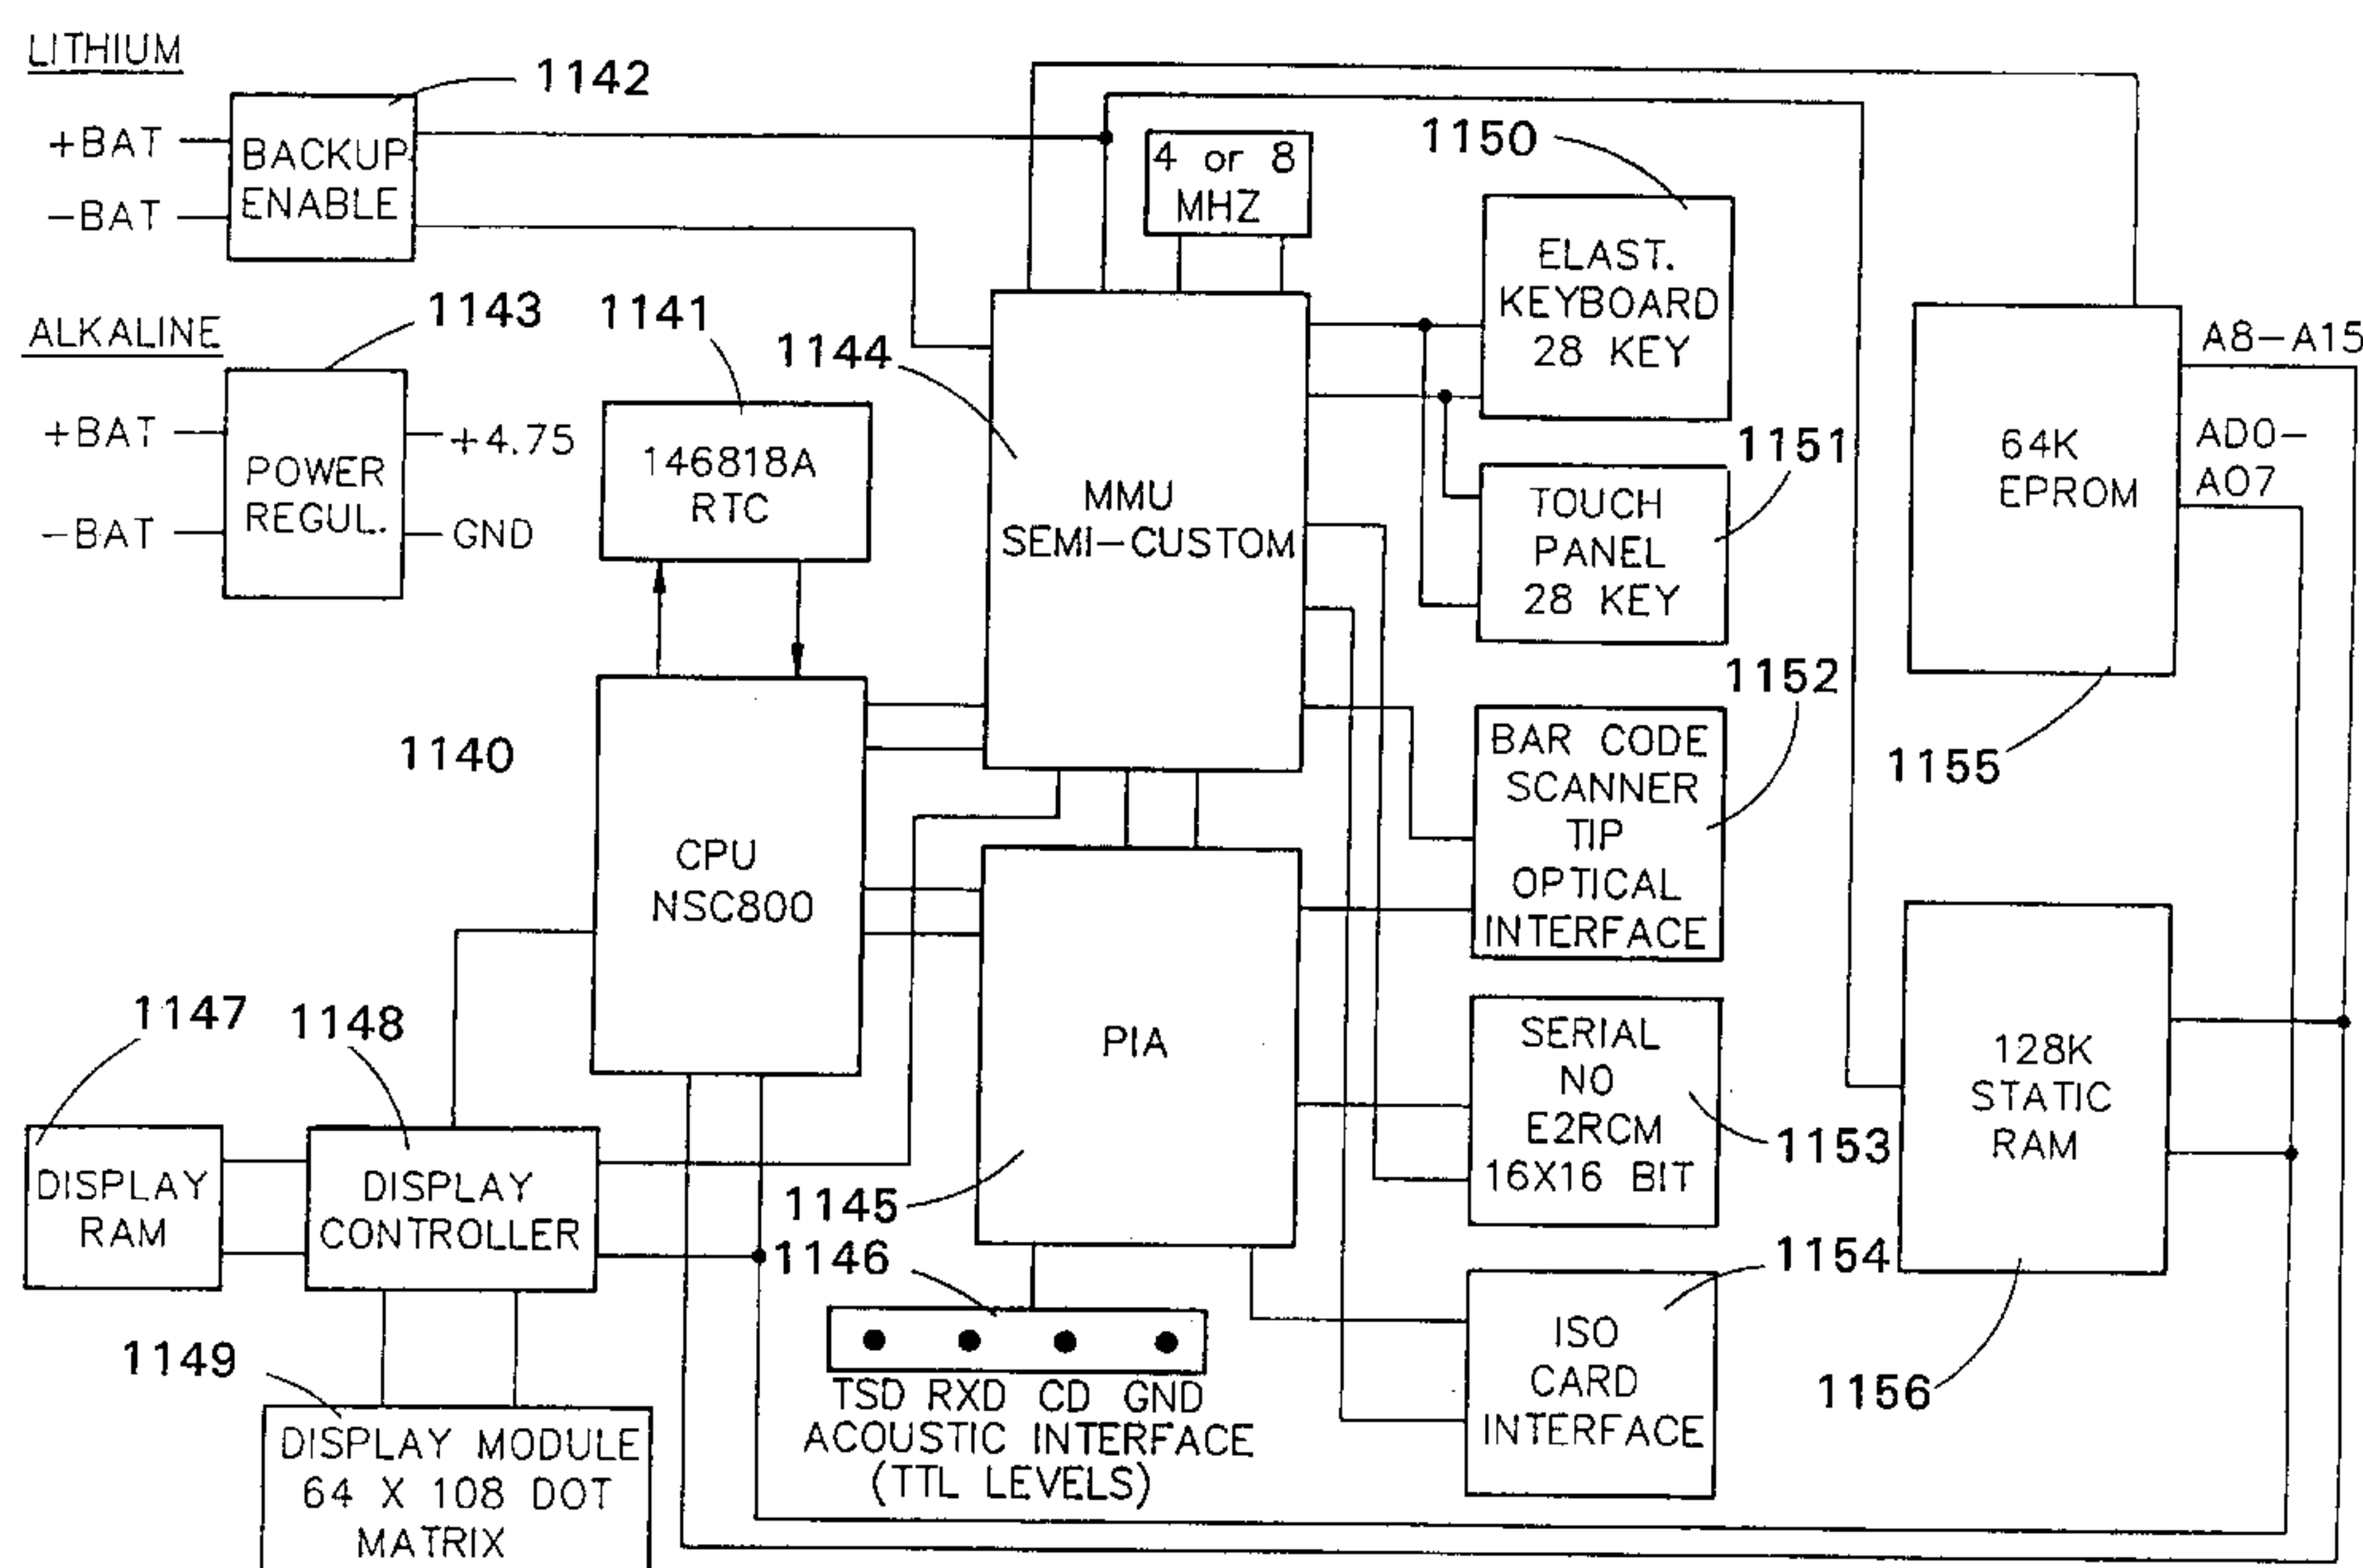 LITHIUM
1142
+BAT
-BAT
BACKUP
ENABLE
4 or 8
MHZ
1150
ELAST.
KEYBOARD
28 KEY
ALKALINE
1143
+BAT
-BAT
POWER
REGUL.
+4.75
GND
1141
146818A
RTC
1144
MMU
SEMI-CUSTOM
1151
TOUCH
PANEL
28 KEY
64K
EPROM
A8-A15
AD0-
A07
1155
1152
BAR CODE
SCANNER
TIP
OPTICAL
INTERFACE
1140
CPU
NSC800
PIA
1145
1153
SERIAL
NO
E2RCM
16X16 BIT
128K
STATIC
RAM
1156
1147
DISPLAY
RAM
1148
DISPLAY
CONTROLLER
1149
DISPLAY MODULE
64 X 108 DOT
MATRIX
1146
TSD RXD CD GND
ACOUSTIC INTERFACE
(TTL LEVELS)
1154
ISO
CARD
INTERFACE